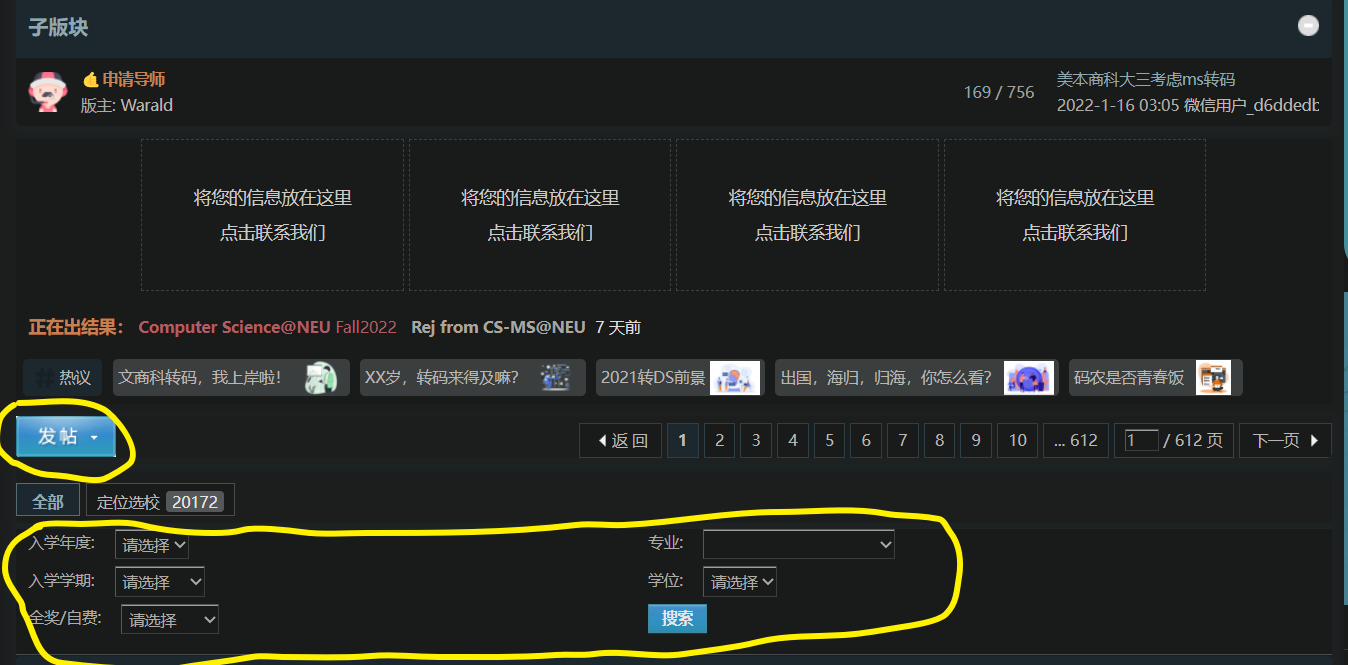 子版块
申请导师
版主: Warald
169 / 756
美本商科大三考虑ms转码
2022-1-16 03:05 微信用户_d6ddedb
将您的信息放在这里 将您的信息放在这里 将您的信息放在这里 将您的信息放在这里
点击联系我们 点击联系我们 点击联系我们 点击联系我们
正在出结果: Computer Science@NEU Fall2022 Rej from CS-MS@NEU 7 天前
# 热议 文商科转码，我上岸啦! XX岁，转码来得及嘛? 2021转DS前景 出国，海归，归海，你怎么看? 码农是否青春饭
发帖 返 回 1 2 3 4 5 6 7 8 9 10 ... 612 1 / 612 页 下一页
全部 定位选校 20172
入学年度: 请选择 专业:
入学学期: 请选择 学位: 请选择
全奖/自费: 请选择 搜索